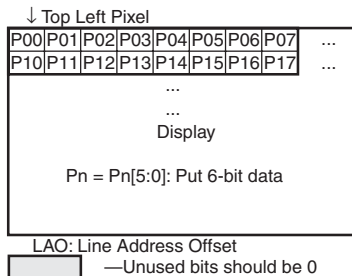 ↓ Top Left Pixel
P00 P01 P02 P03 P04 P05 P06 P07 ...
P10 P11 P12 P13 P14 P15 P16 P17 ...
...
...
Display
Pn = Pn[5:0]: Put 6-bit data
LAO: Line Address Offset
—Unused bits should be 0